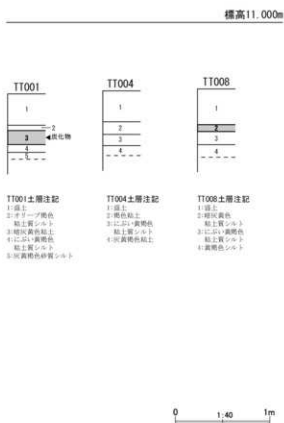 標高11.000m
TT001
1
2
3
◀炭化物
4
5
TT004
1
2
3
4
TT008
1
2
3
4
TT001土層注記
1:盛土
2:オリーブ褐色
粘土質シルト
3:暗灰黄色粘土
4:にぶい黄褐色
粘土質シルト
5:灰黄褐色砂質シルト
TT004土層注記
1:盛土
2:褐色粘土
3:にぶい黄褐色
粘土質シルト
4:灰黄褐色粘土
TT008土層注記
1:盛土
2:暗灰黄色
粘土質シルト
3:にぶい黄褐色
粘土質シルト
4:黄褐色シルト
0 1:40 1m